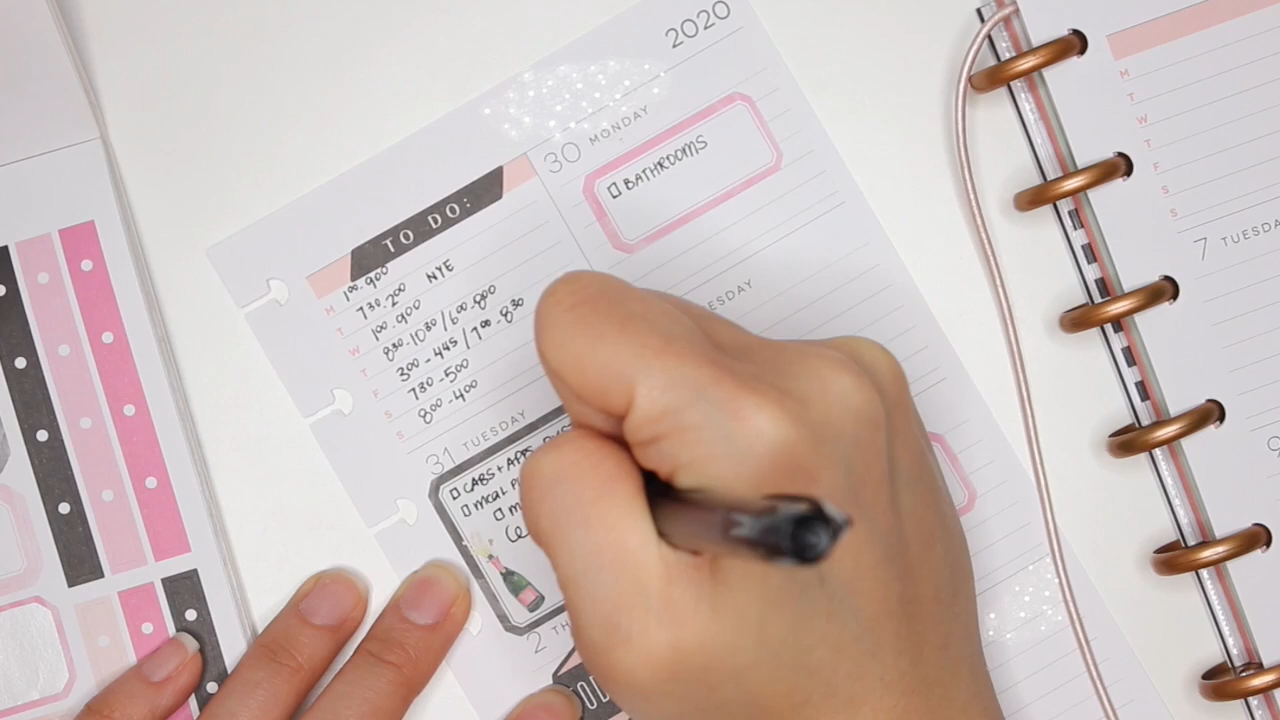 2020
30 MONDAY
☐ BATHROOMS
TO DO:
M 1⁰⁰-9⁰⁰
T 7³⁰-2⁰⁰ NYE
W 1⁰⁰-9⁰⁰
T 8³⁰-10³⁰/6⁰⁰-8⁰⁰
F 3⁰⁰-4⁴⁵/7⁰⁰-8³⁰
S 7³⁰-5⁰⁰
S 8⁰⁰-4⁰⁰
31 TUESDAY
☐ CABS + APPS
☐ MEAL
2
M
T
W
T
F
S
S
7